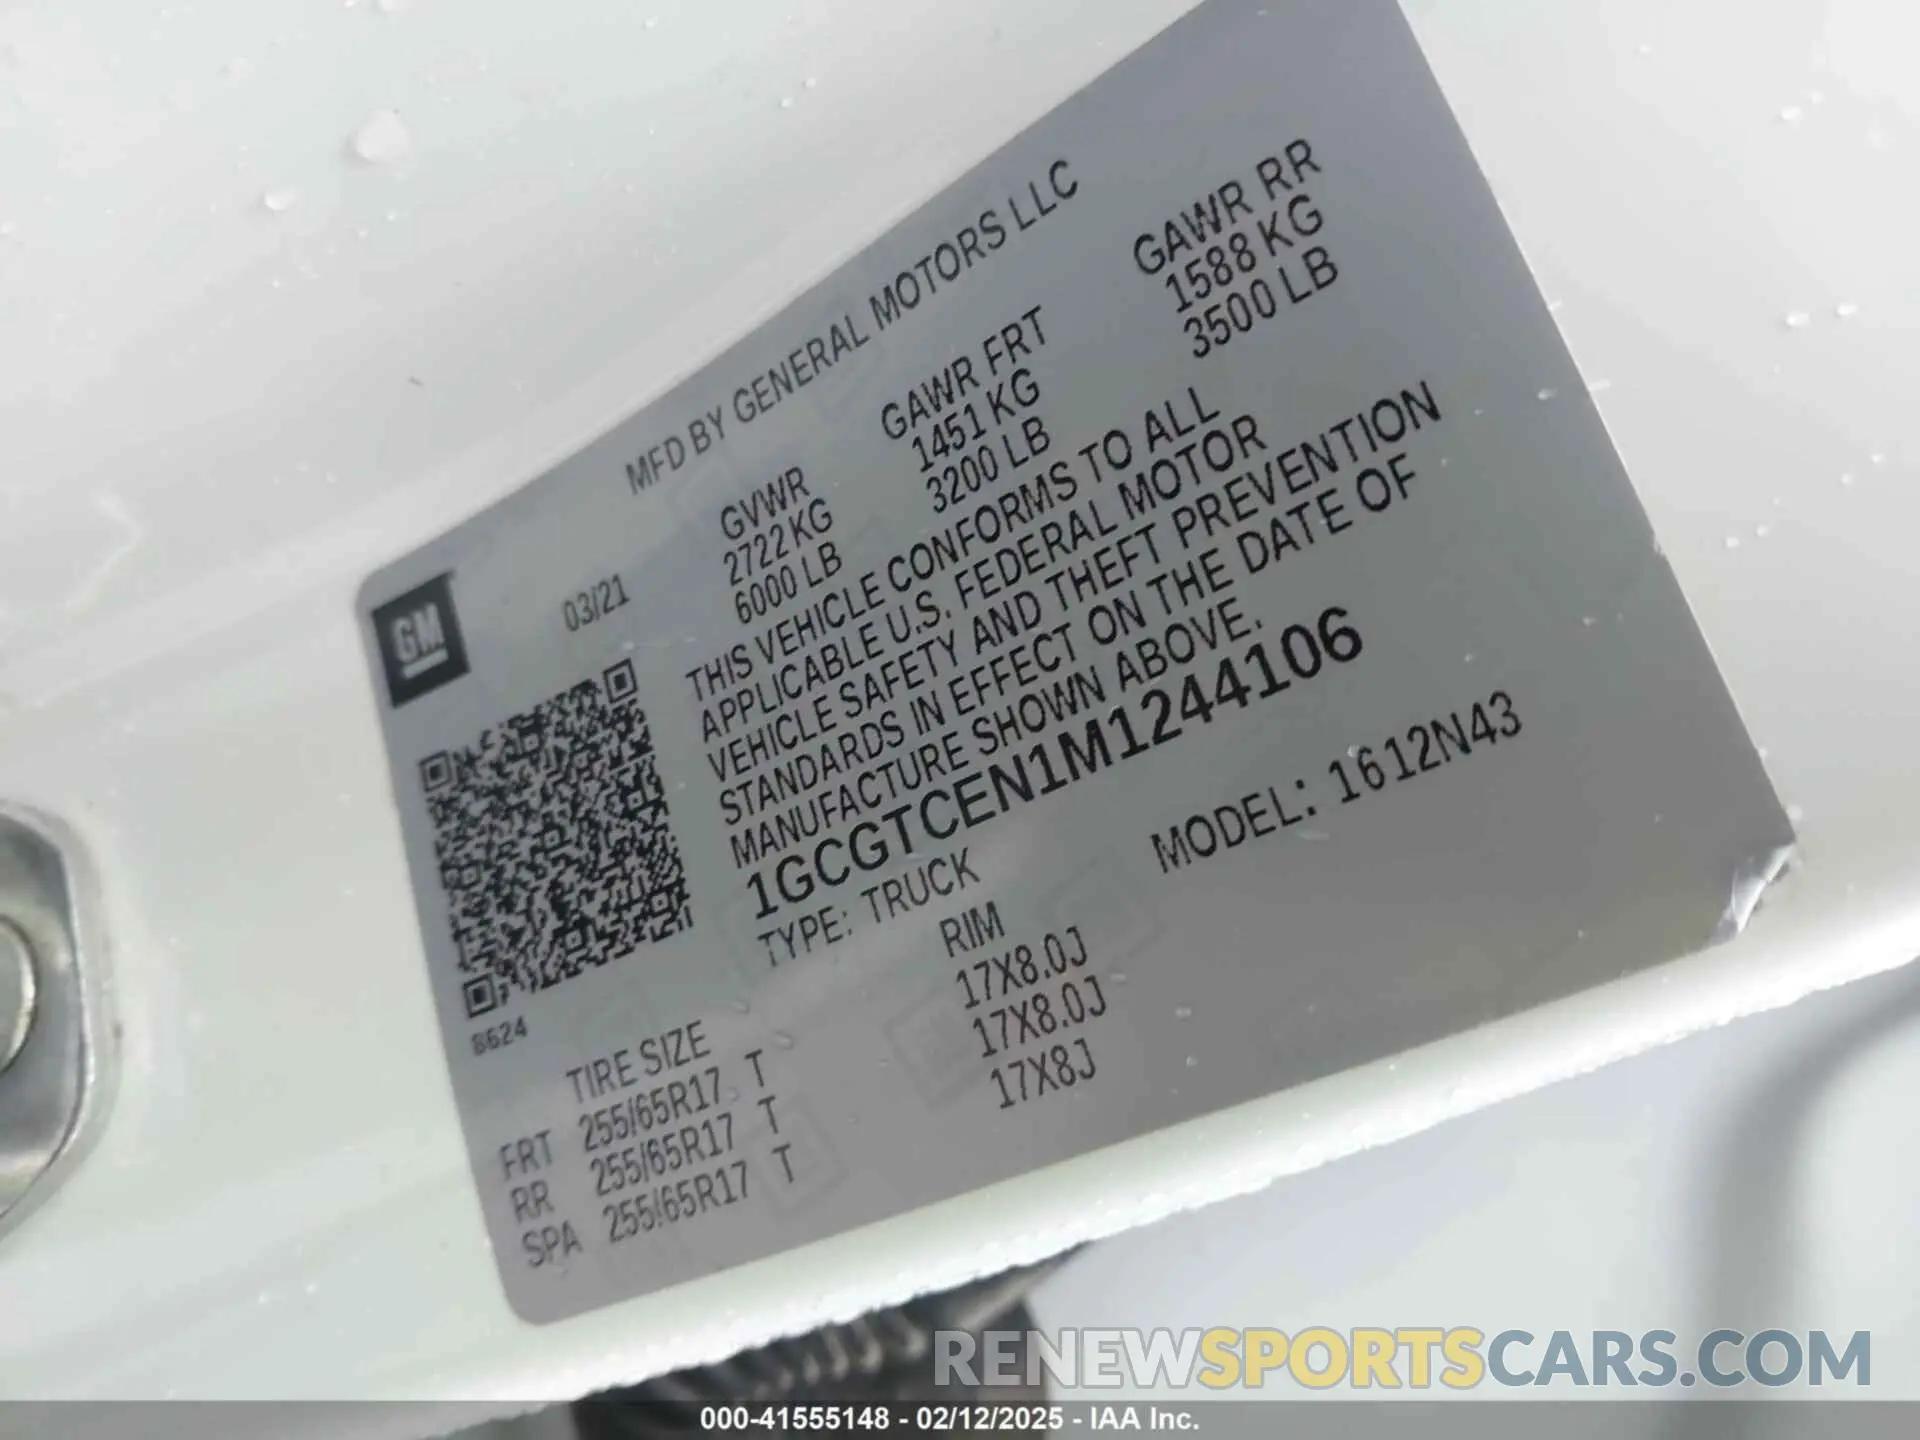 MFD BY GENERAL MOTORS LLC
GM
03/21
GVWR GAWR FRT GAWR RR
2722 KG 1451 KG 1588 KG
6000 LB 3200 LB 3500 LB
THIS VEHICLE CONFORMS TO ALL
APPLICABLE U.S. FEDERAL MOTOR
VEHICLE SAFETY AND THEFT PREVENTION
STANDARDS IN EFFECT ON THE DATE OF
MANUFACTURE SHOWN ABOVE.
1GCGTCEN1M1244106
TYPE: TRUCK MODEL: 1612N43
8624
TIRE SIZE RIM
FRT 255/65R17 T 17X8.0J
RR 255/65R17 T 17X8.0J
SPA 255/65R17 T 17X8J
RENEWSPORTSCARS.COM
000-41555148 - 02/12/2025 - IAA Inc.